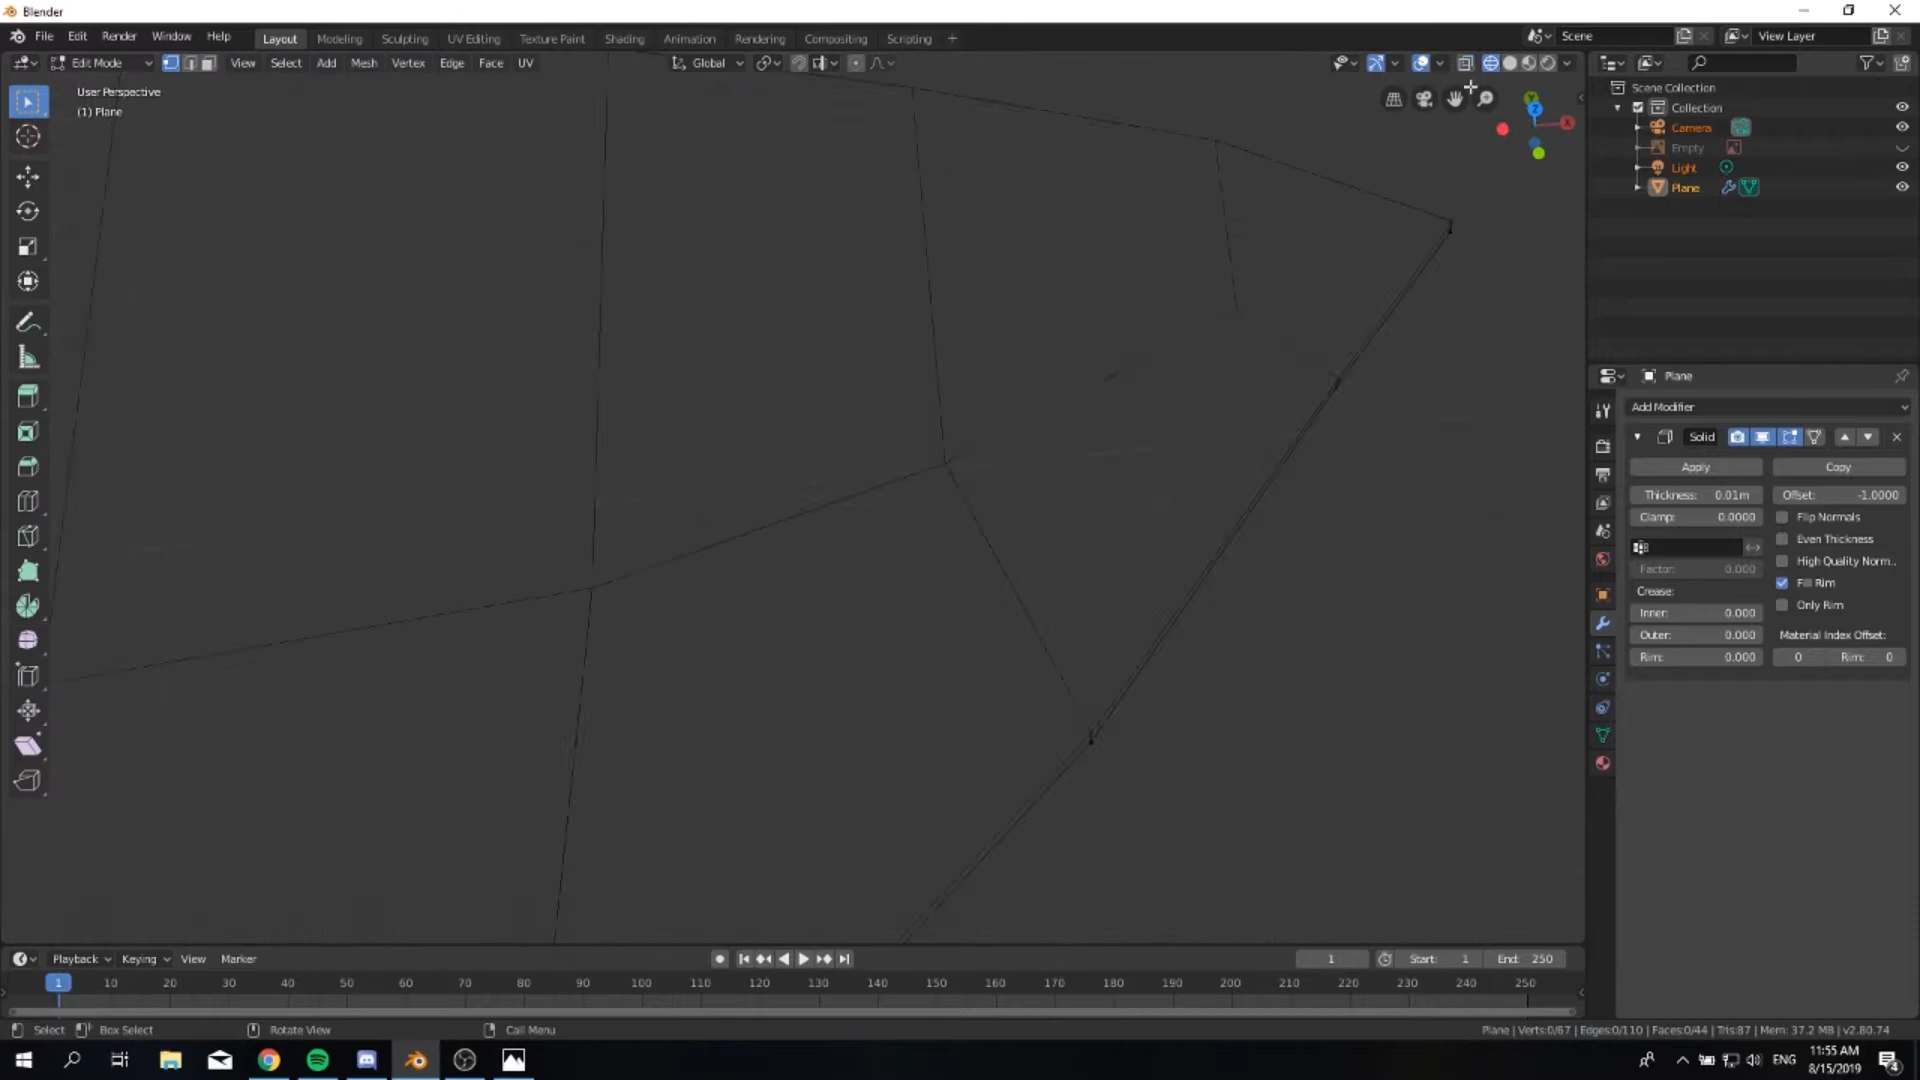 Blender
File Edit Render Window Help Layout Modeling Sculpting UV Editing Texture Paint Shading Animation Rendering Compositing Scripting + Scene View Layer
Edit Mode View Select Add Mesh Vertex Edge Face UV Global
User Perspective
(1) Plane
Scene Collection
Collection
Camera
Empty
Light
Plane
Plane
Add Modifier
Solid
Apply Copy
Thickness: 0.01m Offset: -1.0000
Clamp: 0.0000 Flip Normals
Even Thickness
High Quality Norm..
Factor: 0.000 Fill Rim
Crease: Only Rim
Inner: 0.000
Outer: 0.000 Material Index Offset:
Rim: 0.000 0 Rim: 0
Playback Keying View Marker 1 Start: 1 End: 250
1 10 20 30 40 50 60 70 80 90 100 110 120 130 140 150 160 170 180 190 200 210 220 230 240 250
Select Box Select Rotate View Call Menu Plane | Verts:0/67 | Edges:0/110 | Faces:0/44 | Tris:87 | Mem: 37.2 MB | v2.80.74
ENG 11:55 AM
8/15/2019 4